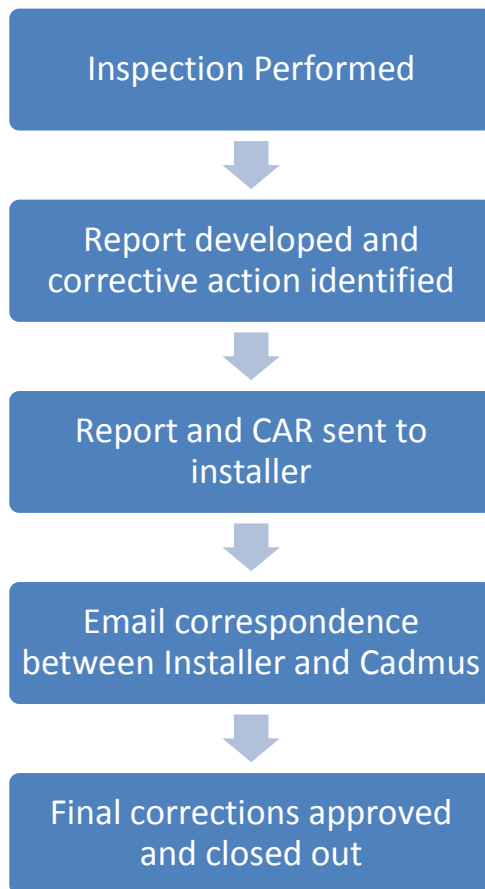 Inspection Performed
Report developed and
corrective action identified
Report and CAR sent to
installer
Email correspondence
between Installer and Cadmus
Final corrections approved
and closed out